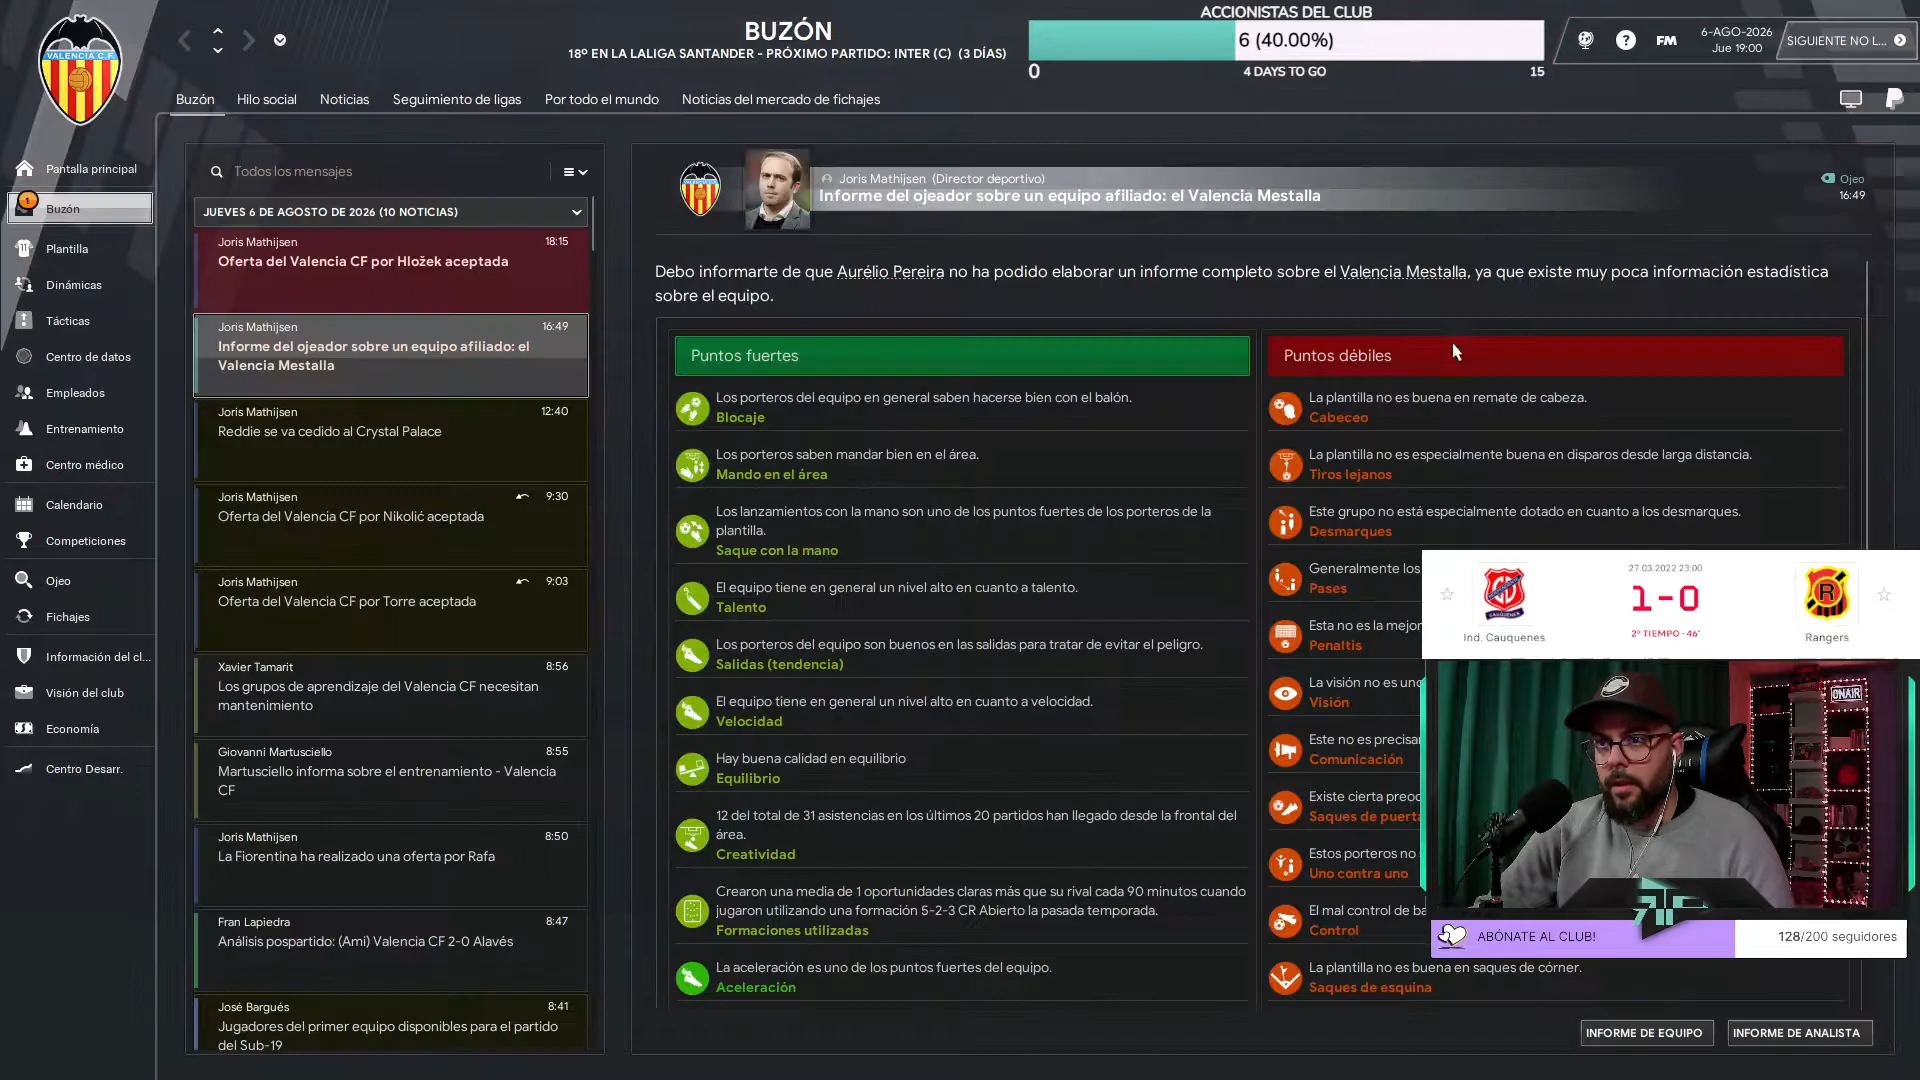 VALENCIA C.F.
BUZÓN
18º EN LA LALIGA SANTANDER - PRÓXIMO PARTIDO: INTER (C) (3 DÍAS)
ACCIONISTAS DEL CLUB
6 (40.00%)
0
4 DAYS TO GO
15
FM
6-AGO-2026
Jue 19:00
SIGUIENTE NO L...
Buzón
Hilo social
Noticias
Seguimiento de ligas
Por todo el mundo
Noticias del mercado de fichajes
Pantalla principal
1
Buzón
Plantilla
Dinámicas
Tácticas
Centro de datos
Empleados
Entrenamiento
Centro médico
Calendario
Competiciones
Ojeo
Fichajes
Información del cl...
Visión del club
Economía
Centro Desarr.
Todos los mensajes
JUEVES 6 DE AGOSTO DE 2026 (10 NOTICIAS)
Joris Mathijsen 18:15
Oferta del Valencia CF por Hložek aceptada
Joris Mathijsen 16:49
Informe del ojeador sobre un equipo afiliado: el
Valencia Mestalla
Joris Mathijsen 12:40
Reddie se va cedido al Crystal Palace
Joris Mathijsen 9:30
Oferta del Valencia CF por Nikolić aceptada
Joris Mathijsen 9:03
Oferta del Valencia CF por Torre aceptada
Xavier Tamarit 8:56
Los grupos de aprendizaje del Valencia CF necesitan
mantenimiento
Giovanni Martusciello 8:55
Martusciello informa sobre el entrenamiento - Valencia
CF
Joris Mathijsen 8:50
La Fiorentina ha realizado una oferta por Rafa
Fran Lapiedra 8:47
Análisis pospartido: (Ami) Valencia CF 2-0 Alavés
José Bargués 8:41
Jugadores del primer equipo disponibles para el partido
del Sub-19
Joris Mathijsen (Director deportivo)
Informe del ojeador sobre un equipo afiliado: el Valencia Mestalla
Ojeo
16:49
Debo informarte de que Aurélio Pereira no ha podido elaborar un informe completo sobre el Valencia Mestalla, ya que existe muy poca información estadística
sobre el equipo.
Puntos fuertes
Los porteros del equipo en general saben hacerse bien con el balón.
Blocaje
Los porteros saben mandar bien en el área.
Mando en el área
Los lanzamientos con la mano son uno de los puntos fuertes de los porteros de la
plantilla.
Saque con la mano
El equipo tiene en general un nivel alto en cuanto a talento.
Talento
Los porteros del equipo son buenos en las salidas para tratar de evitar el peligro.
Salidas (tendencia)
El equipo tiene en general un nivel alto en cuanto a velocidad.
Velocidad
Hay buena calidad en equilibrio
Equilibrio
12 del total de 31 asistencias en los últimos 20 partidos han llegado desde la frontal del
área.
Creatividad
Crearon una media de 1 oportunidades claras más que su rival cada 90 minutos cuando
jugaron utilizando una formación 5-2-3 CR Abierto la pasada temporada.
Formaciones utilizadas
La aceleración es uno de los puntos fuertes del equipo.
Aceleración
Puntos débiles
La plantilla no es buena en remate de cabeza.
Cabeceo
La plantilla no es especialmente buena en disparos desde larga distancia.
Tiros lejanos
Este grupo no está especialmente dotado en cuanto a los desmarques.
Desmarques
Generalmente los
Pases
Esta no es la mejor
Penaltis
La visión no es uno
Visión
Este no es precisar
Comunicación
Existe cierta preoc
Saques de puerta
Estos porteros no
Uno contra uno
El mal control de ba
Control
La plantilla no es buena en saques de córner.
Saques de esquina
27.03.2022 23:00
1-0
2º TIEMPO - 46'
Ind. Cauquenes
R
Rangers
ON AIR
ABÓNATE AL CLUB!
128/200 seguidores
INFORME DE EQUIPO
INFORME DE ANALISTA